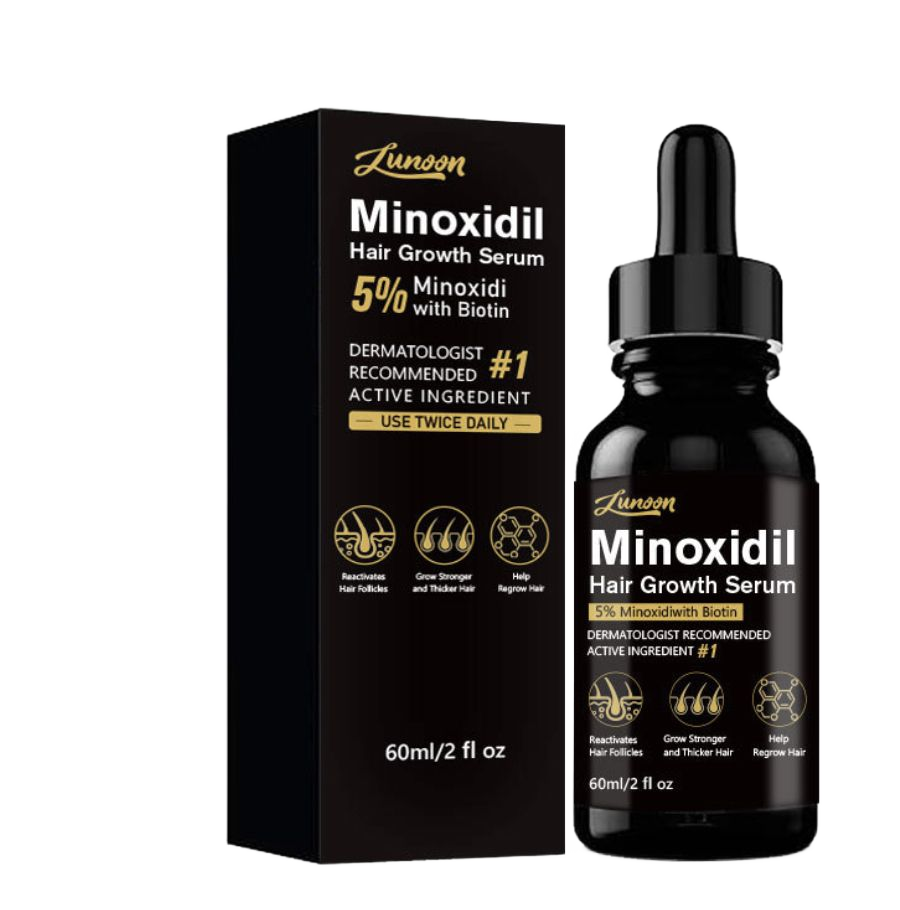 Lunoon
Minoxidil
Hair Growth Serum
5% Minoxidi
with Biotin
DERMATOLOGIST
RECOMMENDED #1
ACTIVE INGREDIENT
USE TWICE DAILY
Reactivates
Hair Follicles
Grow Stronger
and Thicker Hair
Help
Regrow Hair
60ml/2 fl oz
Lunoon
Minoxidil
Hair Growth Serum
5% Minoxidiwith Biotin
DERMATOLOGIST RECOMMENDED
ACTIVE INGREDIENT #1
Reactivates
Hair Follicles
Grow Stronger
and Thicker Hair
Help
Regrow Hair
60ml/2 fl oz